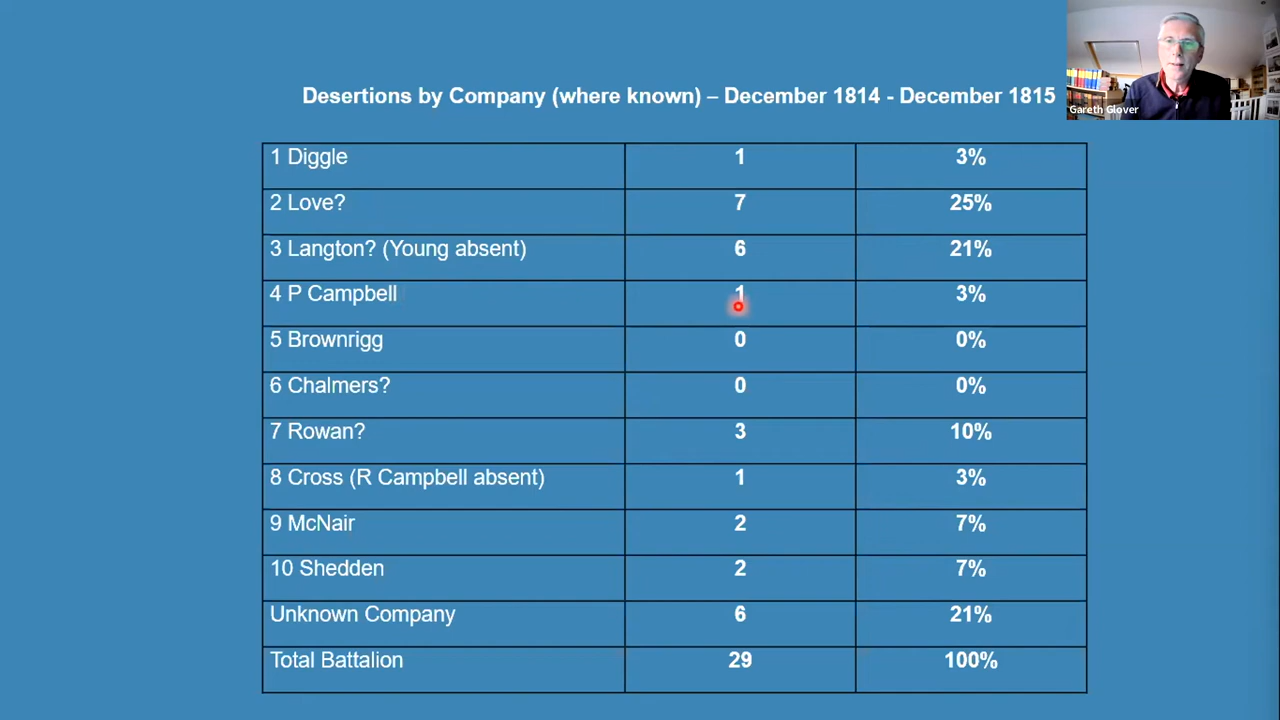 Gareth Glover
Desertions by Company (where known) – December 1814 - December 1815
1 Diggle 1 3%
2 Love? 7 25%
3 Langton? (Young absent) 6 21%
4 P Campbell 1 3%
5 Brownrigg 0 0%
6 Chalmers? 0 0%
7 Rowan? 3 10%
8 Cross (R Campbell absent) 1 3%
9 McNair 2 7%
10 Shedden 2 7%
Unknown Company 6 21%
Total Battalion 29 100%